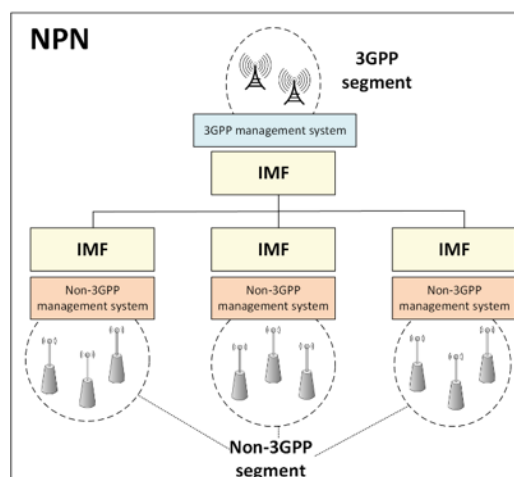 NPN
3GPP
segment
3GPP management system
IMF
IMF
IMF
IMF
Non-3GPP
management system
Non-3GPP
management system
Non-3GPP
management system
Non-3GPP
segment